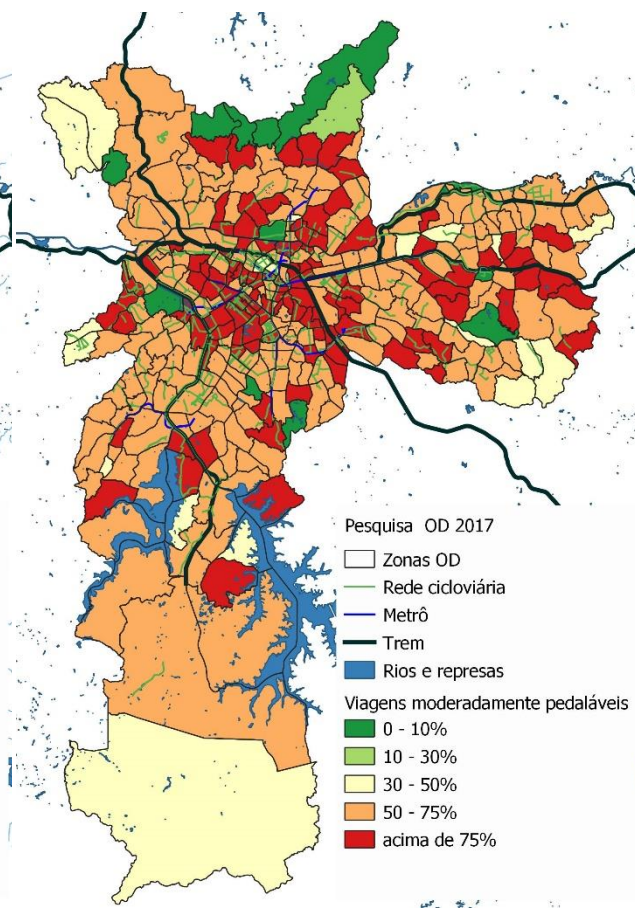 Pesquisa OD 2017
Zonas OD
Rede cicloviária
Metrô
Trem
Rios e represas
Viagens moderadamente pedaláveis
0 - 10%
10 - 30%
30 - 50%
50 - 75%
acima de 75%